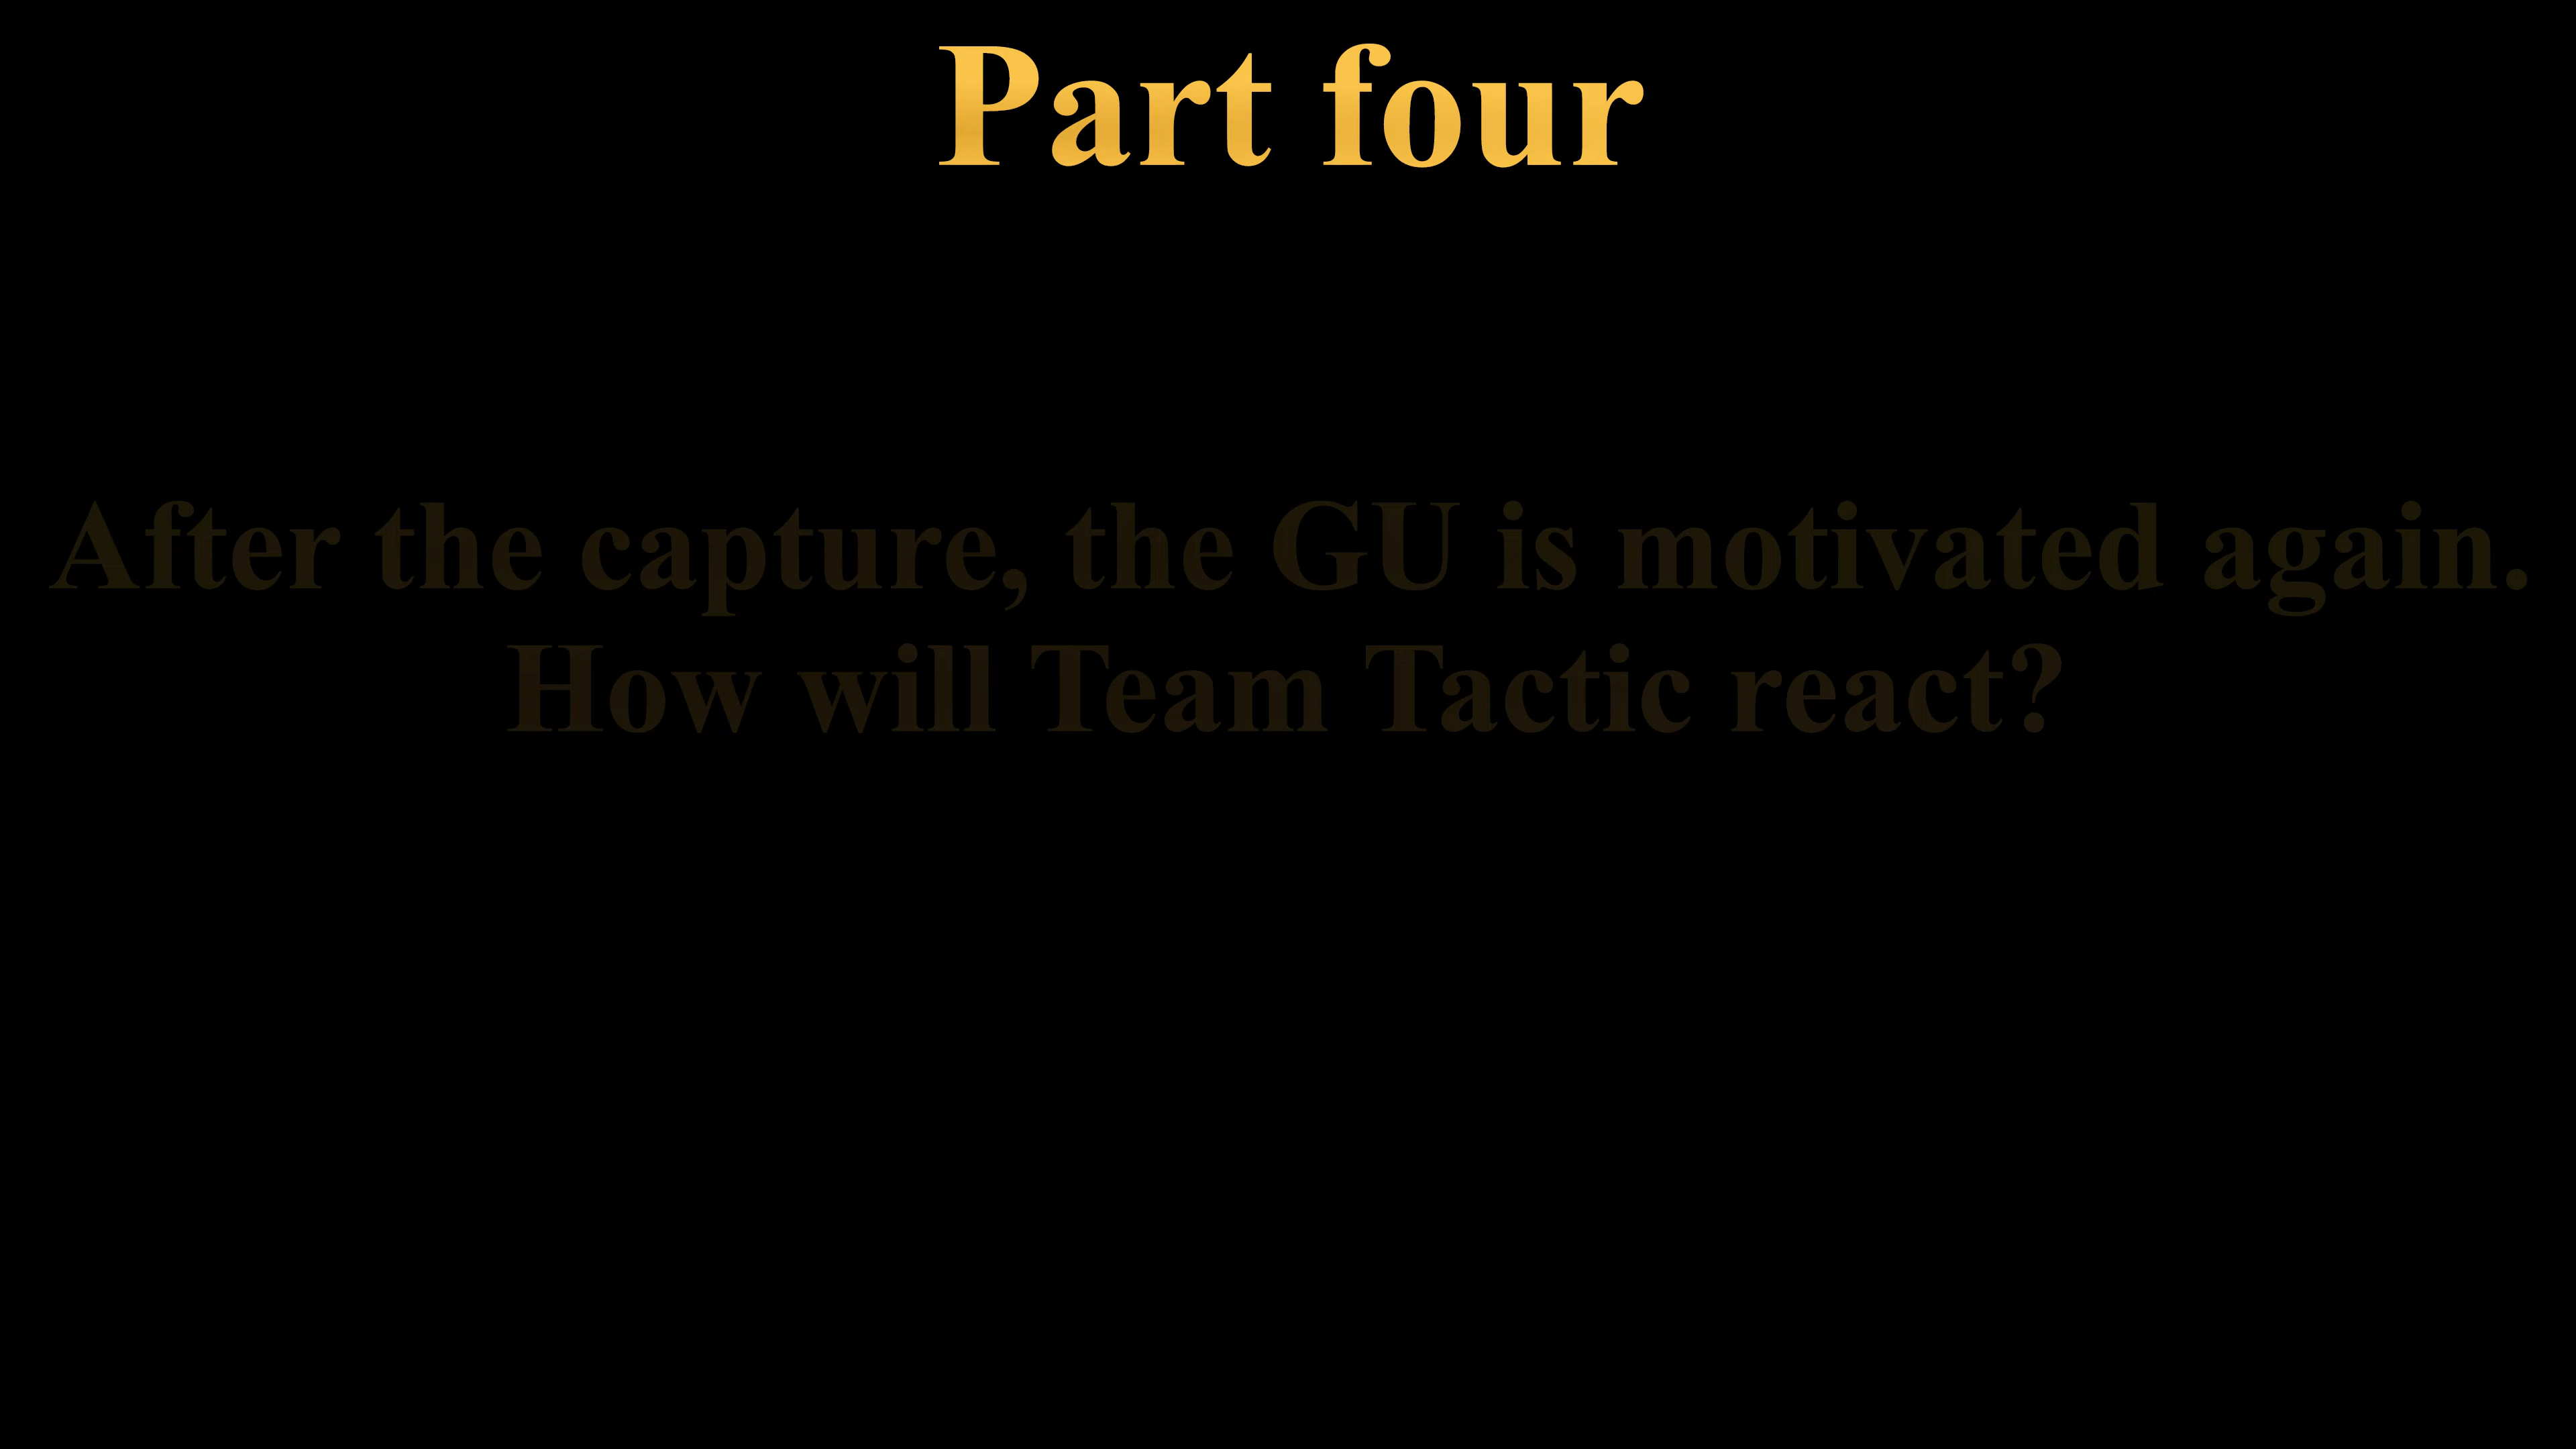 Part four
After the capture, the GU is motivated again.
How will Team Tactic react?